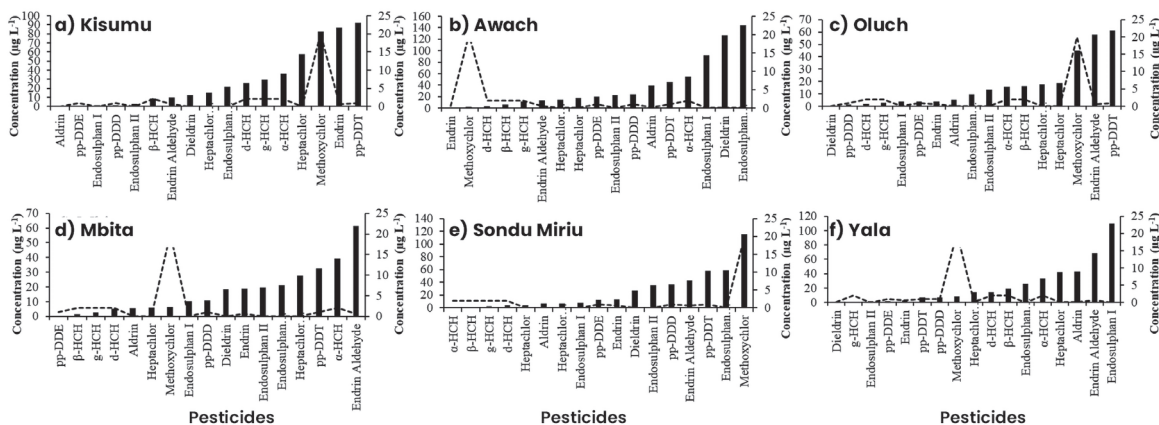 a) Kisumu
Concentration (µg L-1)
100
90
80
70
60
50
40
30
20
10
0
25
20
15
10
5
0
Aldrin
pp-DDE
Endosulphan I
pp-DDD
Endosulphan II
β-HCH
Endrin Aldehyde
Dieldrin
Heptachlor.
Endosulphan.
d-HCH
g-HCH
α-HCH
Heptachlor
Methoxychlor
Endrin
pp-DDT
b) Awach
Concentration (µg L-1)
160
140
120
100
80
60
40
20
0
25
20
15
10
5
0
Endrin
Methoxychlor
d-HCH
β-HCH
g-HCH
Endrin Aldehyde
Heptachlor
Heptachlor.
pp-DDE
Endosulphan II
pp-DDD
Aldrin
pp-DDT
α-HCH
Endosulphan I
Dieldrin
Endosulphan.
c) Oluch
Concentration (µg L-1)
70
60
50
40
30
20
10
0
25
20
15
10
5
0
Dieldrin
pp-DDD
d-HCH
g-HCH
Endosulphan I
pp-DDE
Endrin
Aldrin
Endosulphan.
Endosulphan II
α-HCH
β-HCH
Heptachlor.
Heptachlor
Methoxychlor
Endrin Aldehyde
pp-DDT
d) Mbita
Concentration (µg L-1)
70
60
50
40
30
20
10
0
25
20
15
10
5
0
pp-DDE
β-HCH
g-HCH
d-HCH
Aldrin
Heptachlor
Methoxychlor
Endosulphan I
pp-DDD
Dieldrin
Endrin
Endosulphan II
Endosulphan.
Heptachlor.
pp-DDT
α-HCH
Endrin Aldehyde
Pesticides
e) Sondu Miriu
Concentration (µg L-1)
140
120
100
80
60
40
20
0
25
20
15
10
5
0
α-HCH
β-HCH
g-HCH
d-HCH
Heptachlor
Aldrin
Heptachlor.
Endosulphan I
pp-DDE
Endrin
Dieldrin
Endosulphan II
pp-DDD
Endrin Aldehyde
pp-DDT
Endosulphan.
Methoxychlor
Pesticides
f) Yala
Concentration (µg L-1)
120
100
80
60
40
20
0
25
20
15
10
5
0
Dieldrin
g-HCH
Endosulphan II
pp-DDE
Endrin
pp-DDT
pp-DDD
Methoxychlor
Heptachlor.
d-HCH
β-HCH
Endosulphan.
α-HCH
Heptachlor
Aldrin
Endrin Aldehyde
Endosulphan I
Pesticides